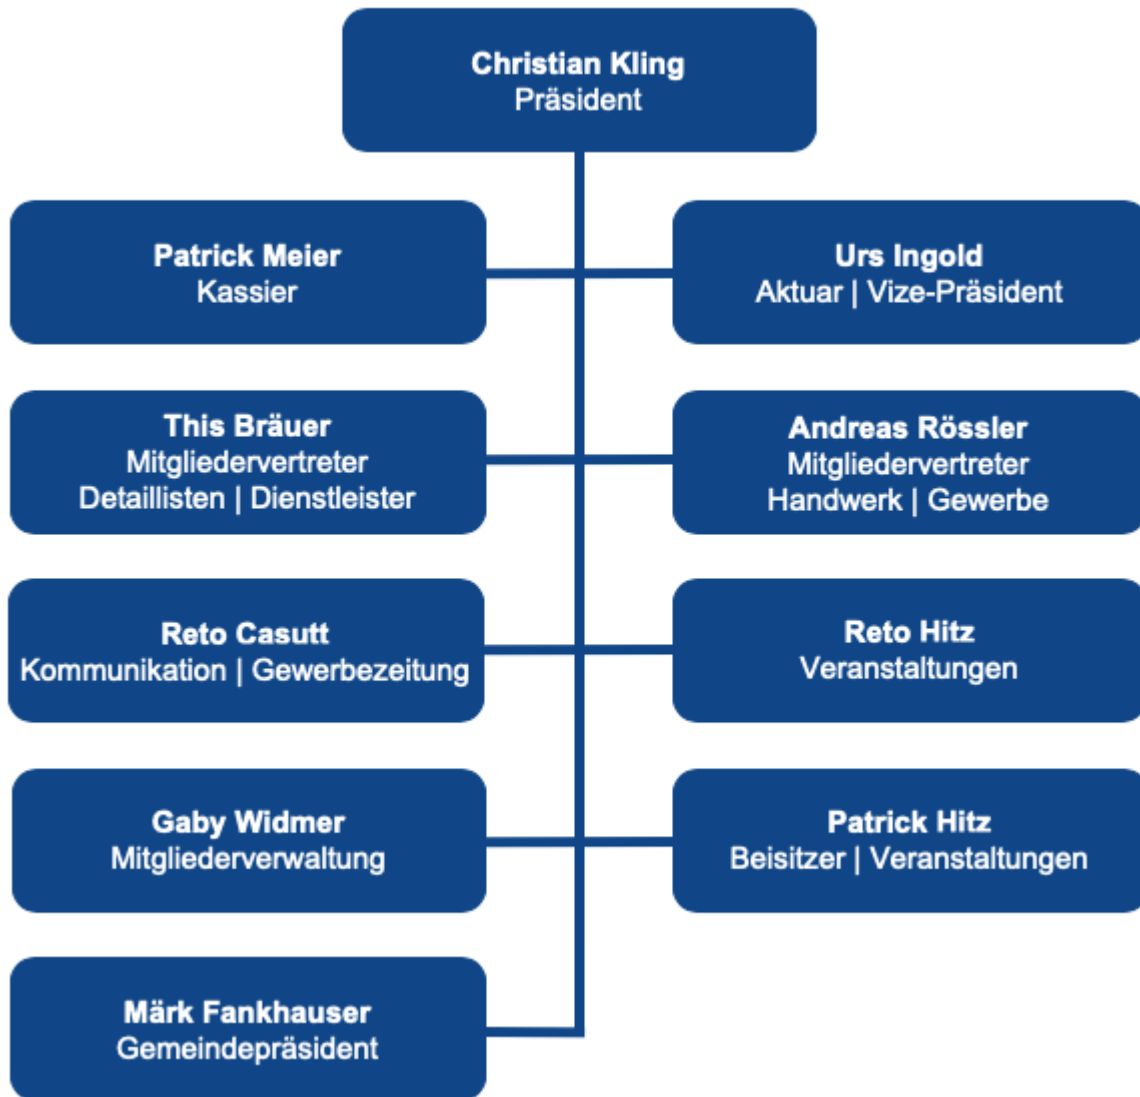 Christian Kling
Präsident
Patrick Meier
Kassier
Urs Ingold
Aktuar | Vize-Präsident
This Bräuer
Mitgliedervertreter
Detaillisten | Dienstleister
Andreas Rössler
Mitgliedervertreter
Handwerk | Gewerbe
Reto Casutt
Kommunikation | Gewerbezeitung
Reto Hitz
Veranstaltungen
Gaby Widmer
Mitgliederverwaltung
Patrick Hitz
Beisitzer | Veranstaltungen
Märk Fankhauser
Gemeindepräsident